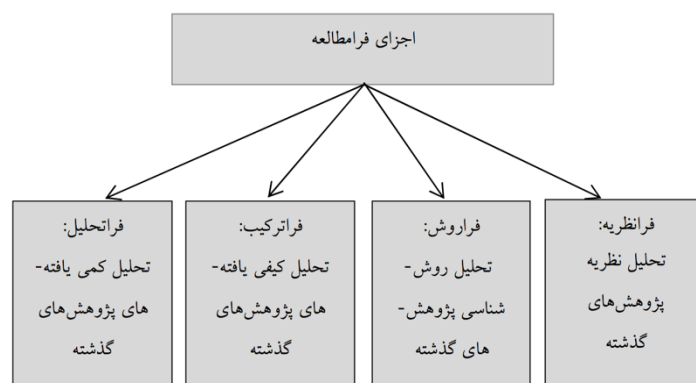 اجزای فرامطالعه
فرانظریه:
تحلیل نظریه
پژوهش‌های
گذشته
فراروش:
تحلیل روش-
شناسی پژوهش-
های گذشته
فراترکیب:
تحلیل کیفی یافته-
های پژوهش‌های
گذشته
فراتحلیل:
تحلیل کمی یافته-
های پژوهش‌های
گذشته